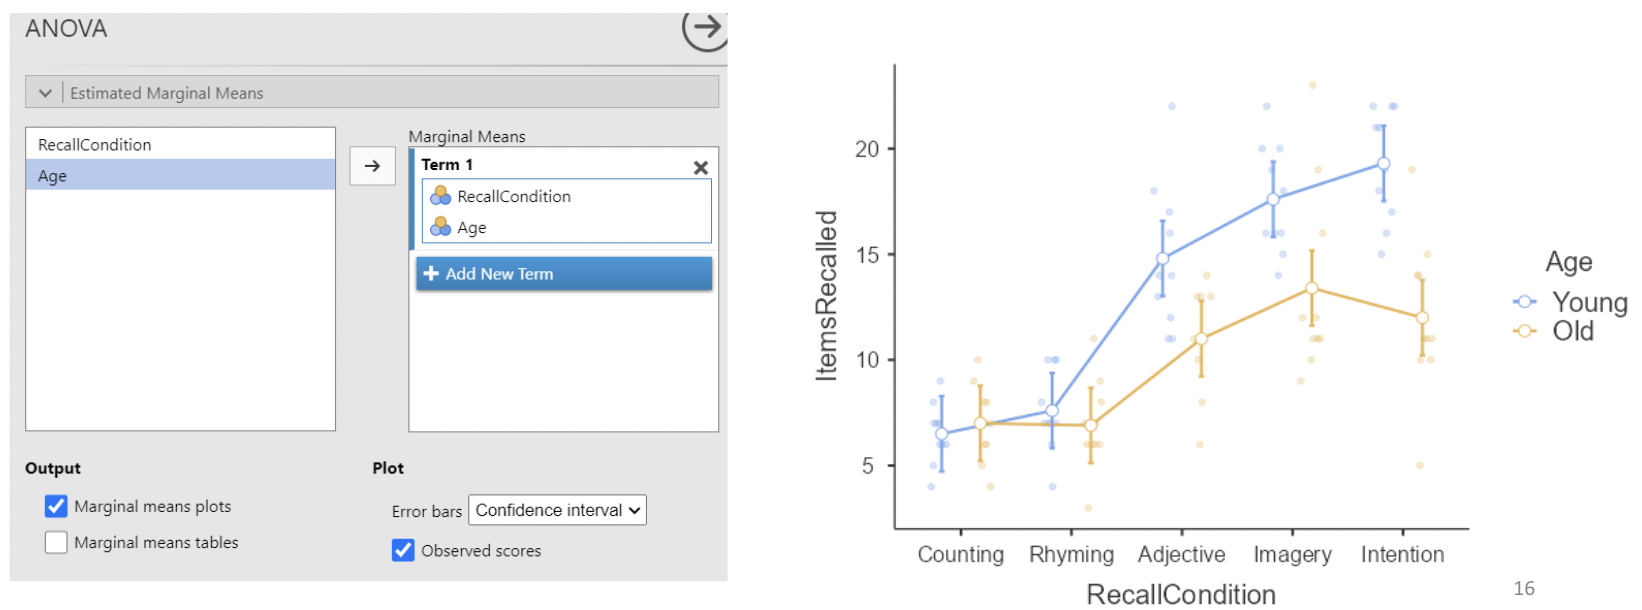 ANOVA
Estimated Marginal Means
RecallCondition
Age
Marginal Means
Term 1
RecallCondition
Age
Add New Term
Output
Marginal means plots
Marginal means tables
Plot
Error bars Confidence interval
Observed scores
ItemsRecalled
20
15
10
5
Counting Rhyming Adjective Imagery Intention
RecallCondition
Age
Young
Old
16